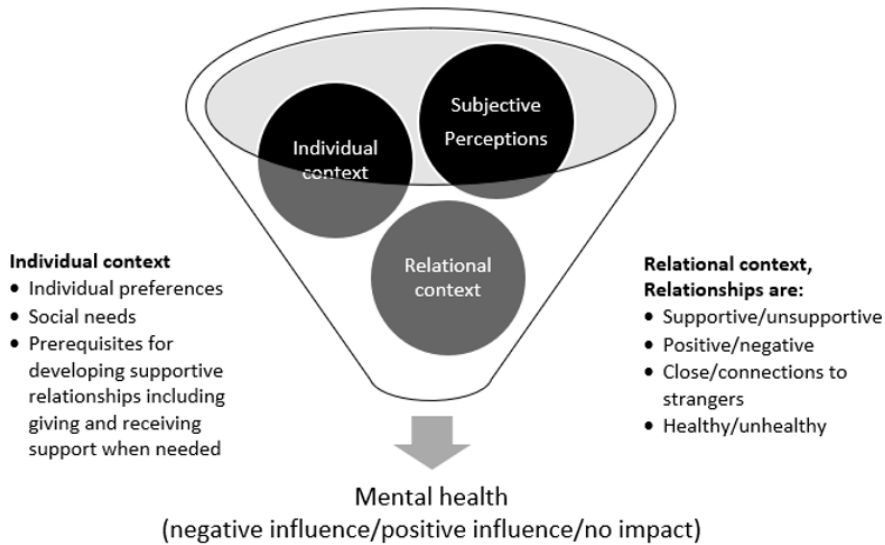 Subjective
Perceptions
Individual
context
Relational
context
Individual context
• Individual preferences
• Social needs
• Prerequisites for
developing supportive
relationships including
giving and receiving
support when needed
Relational context,
Relationships are:
• Supportive/unsupportive
• Positive/negative
• Close/connections to
strangers
• Healthy/unhealthy
Mental health
(negative influence/positive influence/no impact)